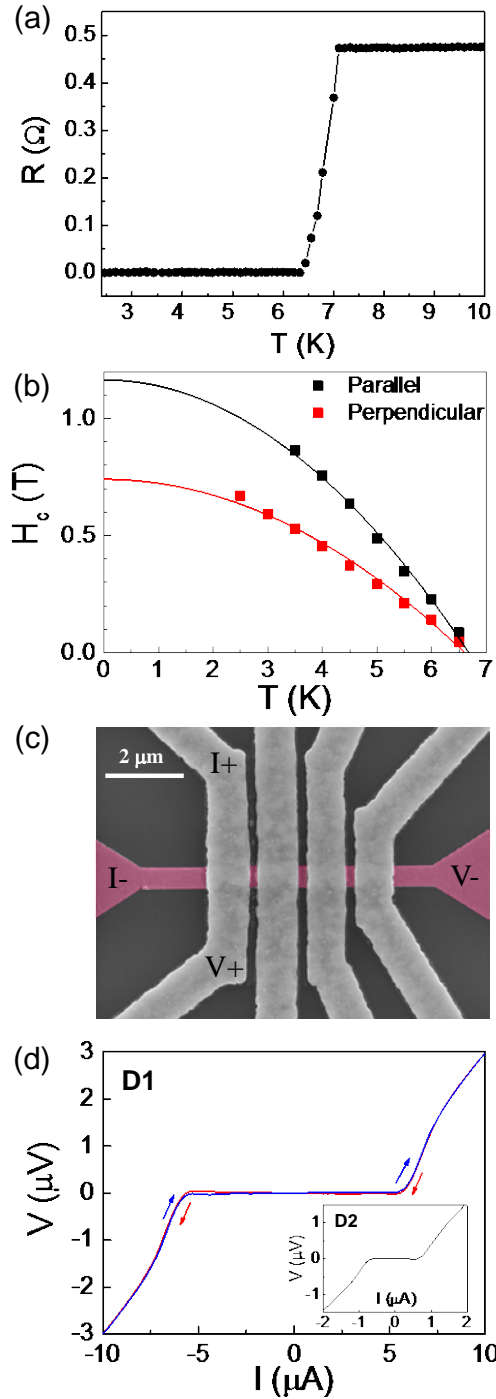 (a)
0.5
0.4
0.3
0.2
0.1
0.0
R (Ω)
3 4 5 6 7 8 9 10
T (K)
(b)
Parallel
Perpendicular
1.0
0.5
0.0
H_c (T)
0 1 2 3 4 5 6 7
T (K)
(c)
2 μm
I+
I-
V-
V+
(d)
D1
3
2
1
0
-1
-2
-3
V (μV)
-10 -5 0 5 10
I (μA)
D2
1
0
-1
V (μV)
-2 -1 0 1 2
I (μA)